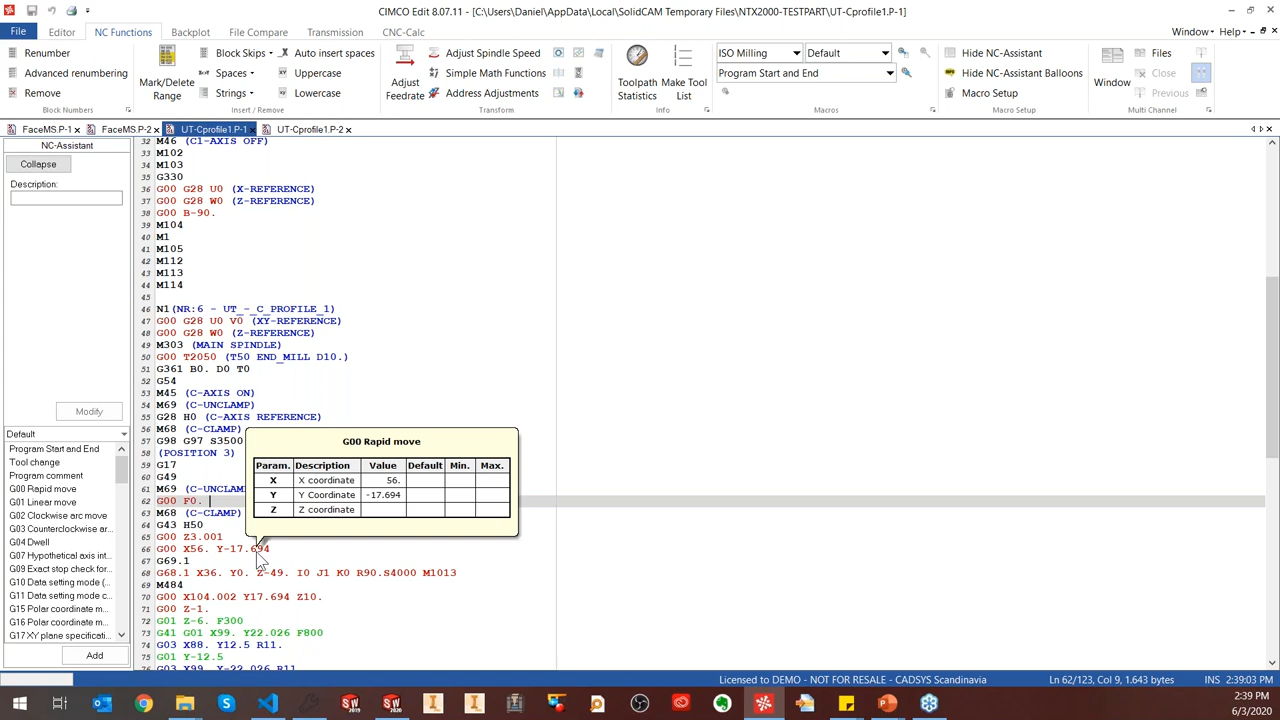 CIMCO Edit 8.07.11 - [C:\Users\Daniel\AppData\Local\SolidCAM Temporary Files\NTX2000-TESTPART\UT-Cprofile1.P-1]
File Editor NC Functions Backplot File Compare Transmission CNC-Calc Window Help
Renumber Block Skips Auto insert spaces Adjust Spindle Speed ISO Milling Default Hide NC-Assistant Files
Advanced renumbering Mark/Delete Range Spaces Uppercase Adjust Feedrate Simple Math Functions Toolpath Statistics Make Tool List Program Start and End Hide NC-Assistant Balloons Window Close
Remove Strings Lowercase Address Adjustments Macro Setup Previous
Block Numbers Insert / Remove Transform Info Macros Macro Setup Multi Channel
FaceMS.P-1 FaceMS.P-2 UT-Cprofile1.P-1 UT-Cprofile1.P-2
NC-Assistant
Collapse
Description:
Modify
Default
Program Start and End
Tool change
Program comment
G00 Rapid move
G01 Linear move
G02 Clockwise arc move
G03 Counterclockwise ar
G04 Dwell
G07 Hypothetical axis int
G09 Exact stop check for
G10 Data setting mode (
G11 Data setting mode c
G15 Polar coordinate m
G16 Polar coordinate m
G17 XY plane specificati
Add
32 M46 (C1-AXIS OFF)
33 M102
34 M103
35 G330
36 G00 G28 U0 (X-REFERENCE)
37 G00 G28 W0 (Z-REFERENCE)
38 G00 B-90.
39 M104
40 M1
41 M105
42 M112
43 M113
44 M114
45
46 N1(NR:6 - UT_-_C_PROFILE_1)
47 G00 G28 U0 V0 (XY-REFERENCE)
48 G00 G28 W0 (Z-REFERENCE)
49 M303 (MAIN SPINDLE)
50 G00 T2050 (T50 END_MILL D10.)
51 G361 B0. D0 T0
52 G54
53 M45 (C-AXIS ON)
54 M69 (C-UNCLAMP)
55 G28 H0 (C-AXIS REFERENCE)
56 M68 (C-CLAMP)
57 G98 G97 S3500
58 (POSITION 3)
59 G17
60 G49
61 M69 (C-UNCLAM
62 G00 F0.
63 M68 (C-CLAMP)
64 G43 H50
65 G00 Z3.001
66 G00 X56. Y-17.694
67 G69.1
68 G68.1 X36. Y0. Z-49. I0 J1 K0 R90.S4000 M1013
69 M484
70 G00 X104.002 Y17.694 Z10.
71 G00 Z-1.
72 G01 Z-6. F300
73 G41 G01 X99. Y22.026 F800
74 G03 X88. Y12.5 R11.
75 G01 Y-12.5
76 G03 X99. Y-22.026 R11.
G00 Rapid move
Param. Description Value Default Min. Max.
X X coordinate 56.
Y Y Coordinate -17.694
Z Z coordinate
Licensed to DEMO - NOT FOR RESALE - CADSYS Scandinavia Ln 62/123, Col 9, 1.643 bytes INS 2:39:03 PM
2:39 PM
6/3/2020